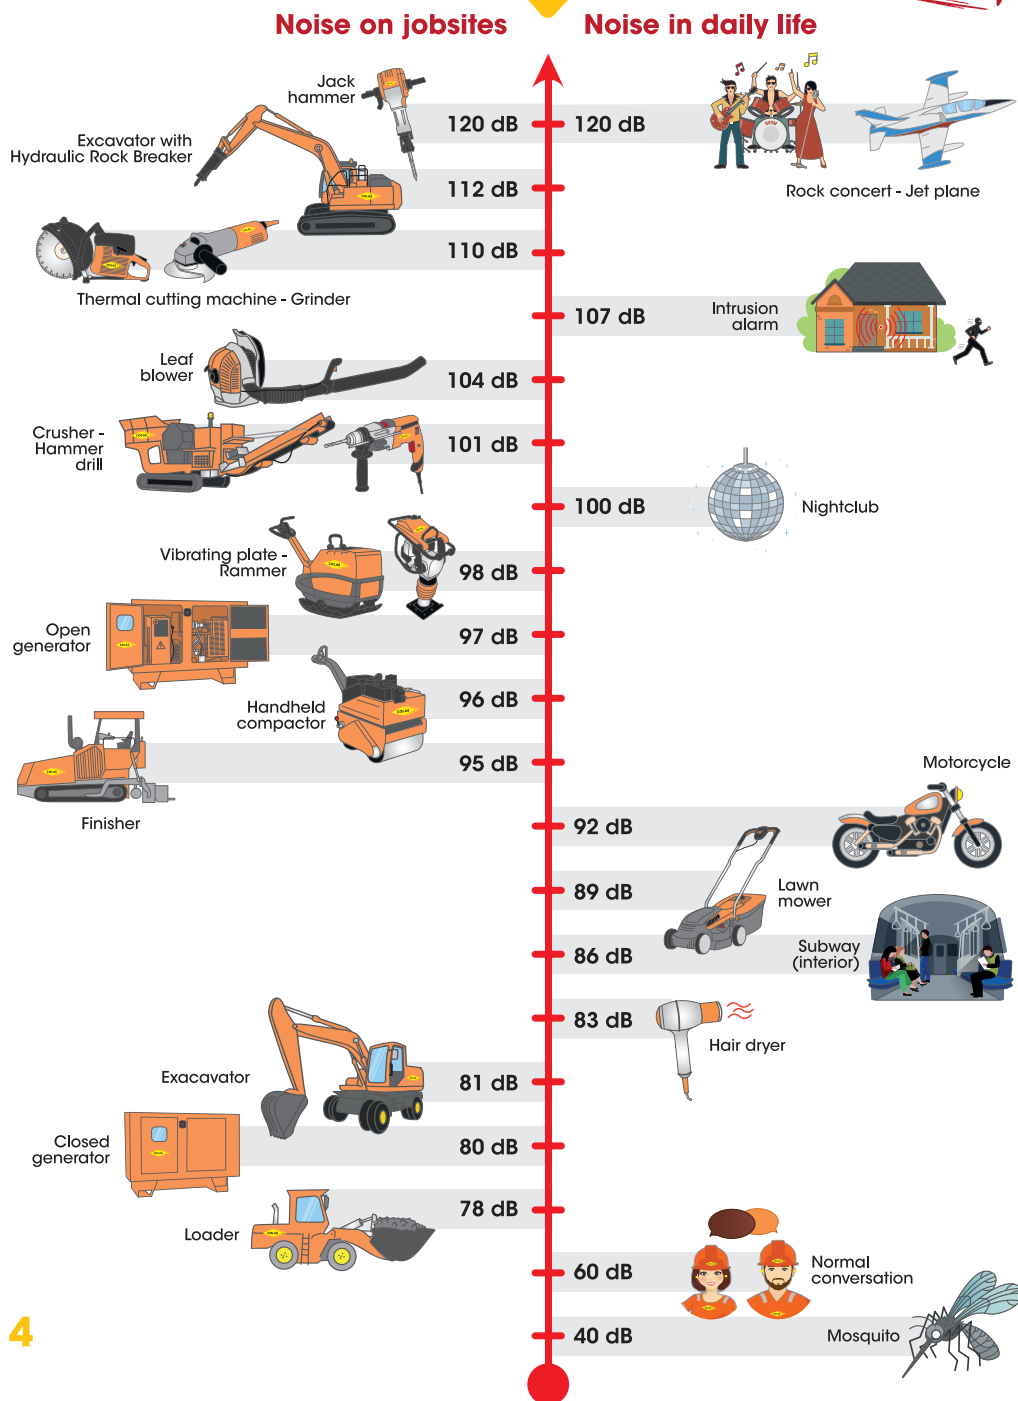 Noise on jobsites
Noise in daily life
Jack
hammer
120 dB
120 dB
Rock concert - Jet plane
Excavator with
Hydraulic Rock Breaker
112 dB
110 dB
Thermal cutting machine - Grinder
107 dB
Intrusion
alarm
Leaf
blower
104 dB
Crusher -
Hammer
drill
101 dB
100 dB
Nightclub
Vibrating plate -
Rammer
98 dB
Open
generator
97 dB
Handheld
compactor
96 dB
95 dB
Finisher
Motorcycle
92 dB
89 dB
Lawn
mower
86 dB
Subway
(interior)
83 dB
Hair dryer
Exacavator
81 dB
Closed
generator
80 dB
78 dB
Loader
60 dB
Normal
conversation
40 dB
Mosquito
4